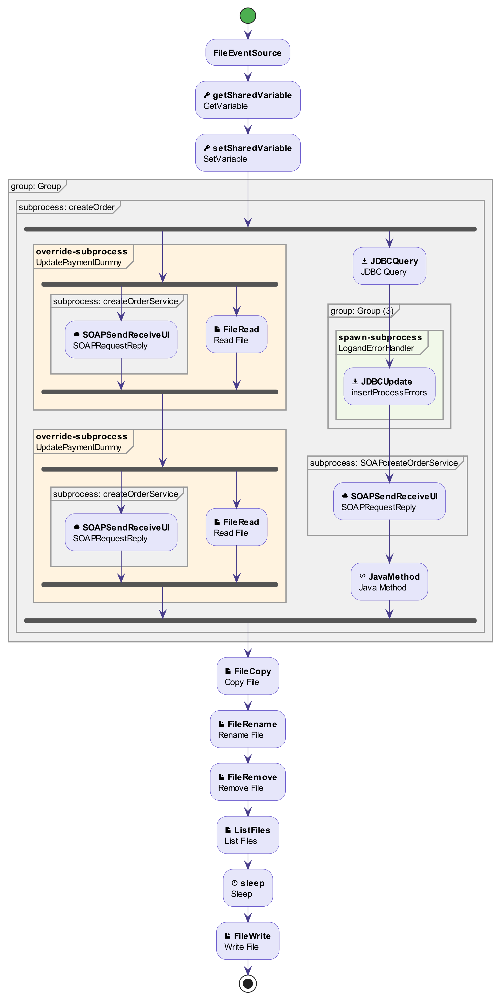 FileEventSource
getSharedVariable
GetVariable
setSharedVariable
SetVariable
group: Group
subprocess: createOrder
override-subprocess
UpdatePaymentDummy
subprocess: createOrderService
SOAPSendReceiveUI
SOAPRequestReply
FileRead
Read File
override-subprocess
UpdatePaymentDummy
subprocess: createOrderService
SOAPSendReceiveUI
SOAPRequestReply
FileRead
Read File
JDBCQuery
JDBC Query
group: Group (3)
spawn-subprocess
LogandErrorHandler
JDBCUpdate
insertProcessErrors
subprocess: SOAPcreateOrderService
SOAPSendReceiveUI
SOAPRequestReply
JavaMethod
Java Method
FileCopy
Copy File
FileRename
Rename File
FileRemove
Remove File
ListFiles
List Files
sleep
Sleep
FileWrite
Write File